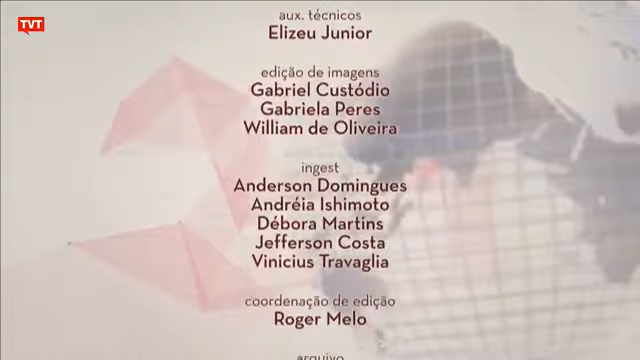 TVT
aux. técnicos
Elizeu Junior
edição de imagens
Gabriel Custódio
Gabriela Peres
William de Oliveira
ingest
Anderson Domingues
Andréia Ishimoto
Débora Martins
Jefferson Costa
Vinicius Travaglia
coordenação de edição
Roger Melo
arquivo